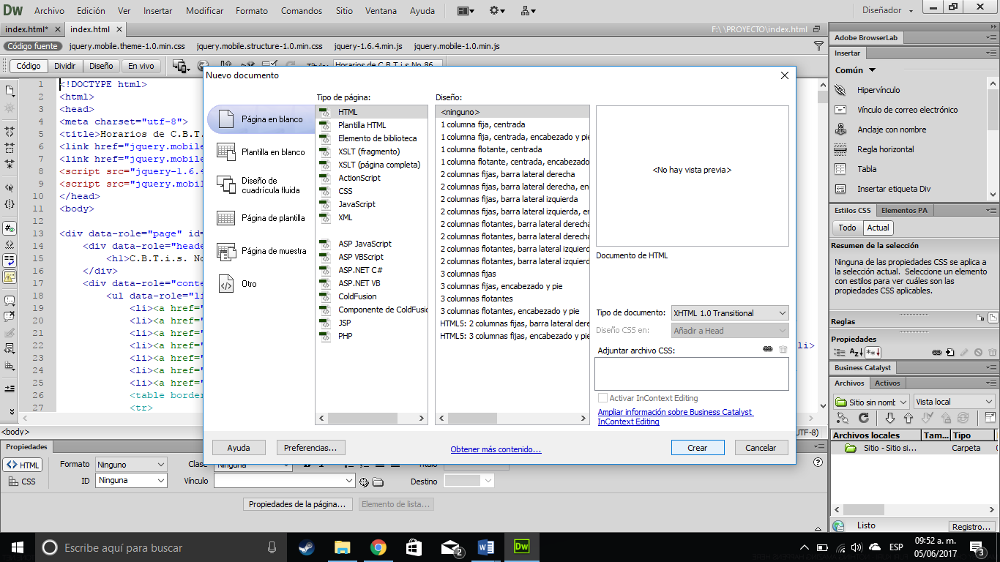 Dw Archivo Edición Ver Insertar Modificar Formato Comandos Sitio Ventana Ayuda Diseñador
index.html* index.html F:\ \PROYECTO\index.html
Código fuente jquery.mobile.theme-1.0.min.css jquery.mobile.structure-1.0.min.css jquery-1.6.4.min.js jquery.mobile-1.0.min.js
Código Dividir Diseño En vivo Título: Horarios de C.B.T.i.s No.86
1 <!DOCTYPE html>
2 <html>
3 <head>
4 <meta charset="utf-8">
5 <title>Horarios de C.B.T.
6 <link href="jquery.mobile
7 <link href="jquery.mobile
8 <script src="jquery-1.6.4
9 <script src="jquery.mobil
10 </head>
11 <body>
12
13 <div data-role="page" id=
14 <div data-role="heade
15 <h1>C.B.T.i.s. No
16 </div>
17 <div data-role="conte
18 <ul data-role="li
19 <li><a href="
20 <li><a href="
21 <li><a href="
22 <li><a href="
23 <li><a href="
24 <li><a href="
25 <li><a href="
26 <table border
27 <tr>
li>
<body>
UTF-8)
Nuevo documento
Página en blanco
Plantilla en blanco
Diseño de
cuadrícula fluida
Página de plantilla
Página de muestra
Otro
Tipo de página:
HTML
Plantilla HTML
Elemento de biblioteca
XSLT (fragmento)
XSLT (página completa)
ActionScript
CSS
JavaScript
XML
ASP JavaScript
ASP VBScript
ASP.NET C#
ASP.NET VB
ColdFusion
Componente de ColdFusic
JSP
PHP
Diseño:
<ninguno>
1 columna fija, centrada
1 columna fija, centrada, encabezado y pie
1 columna flotante, centrada
1 columna flotante, centrada, encabezado
2 columnas fijas, barra lateral derecha
2 columnas fijas, barra lateral derecha, en
2 columnas fijas, barra lateral izquierda
2 columnas fijas, barra lateral izquierda, er
2 columnas flotantes, barra lateral derecha
2 columnas flotantes, barra lateral derecha
2 columnas flotantes, barra lateral izquierd
2 columnas flotantes, barra lateral izquierd
3 columnas fijas
3 columnas fijas, encabezado y pie
3 columnas flotantes
3 columnas flotantes, encabezado y pie
HTML5: 2 columnas fijas, barra lateral dere
HTML5: 3 columnas fijas, encabezado y pie
<No hay vista previa>
Documento de HTML
Tipo de documento: XHTML 1.0 Transitional
Diseño CSS en: Añadir a Head
Adjuntar archivo CSS:
Activar InContext Editing
Ampliar información sobre Business Catalyst
InContext Editing
Ayuda Preferencias... Obtener más contenido... Crear Cancelar
Propiedades
HTML Formato Ninguno Clase Ninguna Título
CSS ID Ninguna Vínculo Destino
Propiedades de la página... Elemento de lista...
Adobe BrowserLab
Insertar
Común
Hipervínculo
Vínculo de correo electrónico
Anclaje con nombre
Regla horizontal
Tabla
Insertar etiqueta Div
Estilos CSS Elementos PA
Todo Actual
Resumen de la selección
Ninguna de las propiedades CSS se aplica a
la selección actual. Seleccione un elemento
con estilos para ver cuáles son las
propiedades CSS aplicables.
Reglas
Propiedades
Business Catalyst
Archivos Activos
Sitio sin nomb Vista local
Archivos locales Tam... Tipo
Sitio - Sitio si... Carpeta
Listo Registro...
Escribe aquí para buscar
2
Dw
ESP
09:52 a. m.
05/06/2017
3